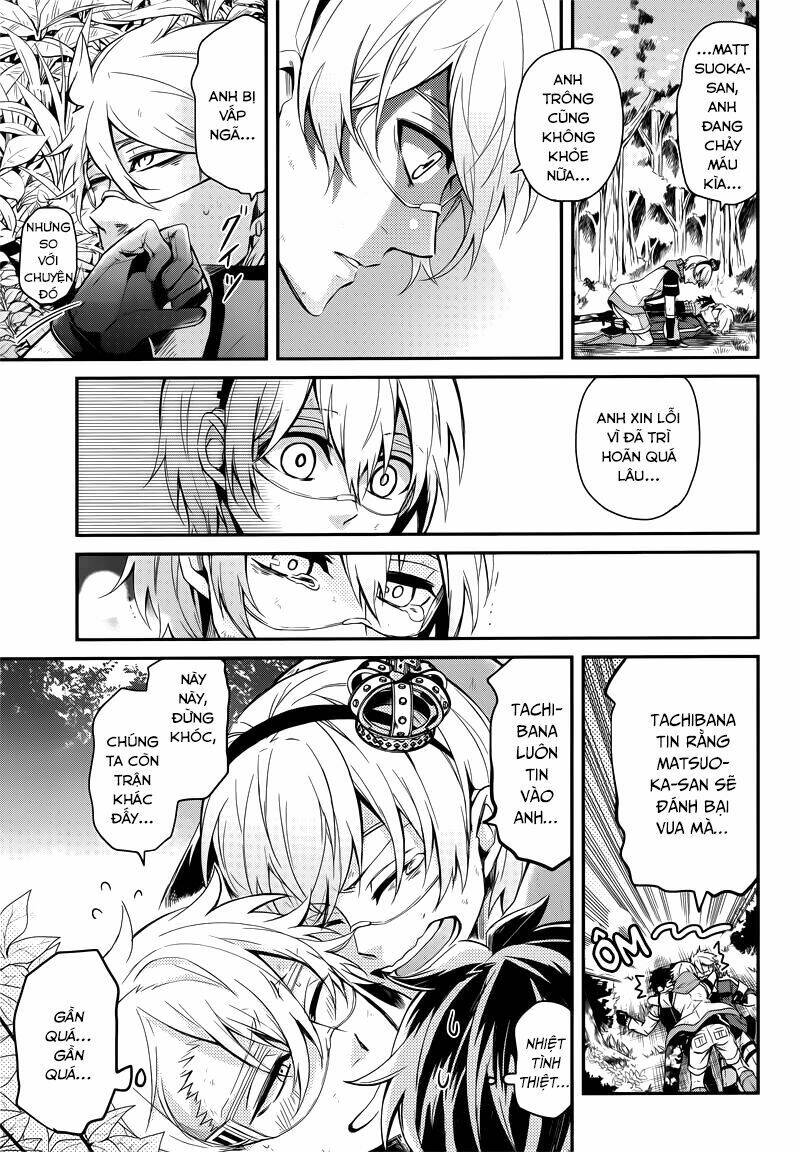 ...MATT
SUOKA-
SAN,
ANH
ĐANG
CHẢY
MÁU
KÌA...
ANH
TRÔNG
CŨNG
KHÔNG
KHỎE
NỮA...
ANH BỊ
VẤP
NGÃ...
NHƯNG
SO
VỚI
CHUYỆN
ĐÓ
グイッ
ANH XIN LỖI
VÌ ĐÃ TRÌ
HOÃN QUÁ
LÂU...
TACHIBANA
TIN RẰNG
MATSUO-
KA-SAN SẼ
ĐÁNH BẠI
VUA MÀ...
ÔM
TACHI-
BANA
LUÔN TIN
VÀO
ANH...
NÀY
NÀY,
ĐỪNG
KHÓC,
CHÚNG
TA CÒN
TRẬN
KHÁC
ĐẤY...
NHIỆT
TÌNH
THIỆT...
GẦN
QUÁ...
GẦN
QUÁ...